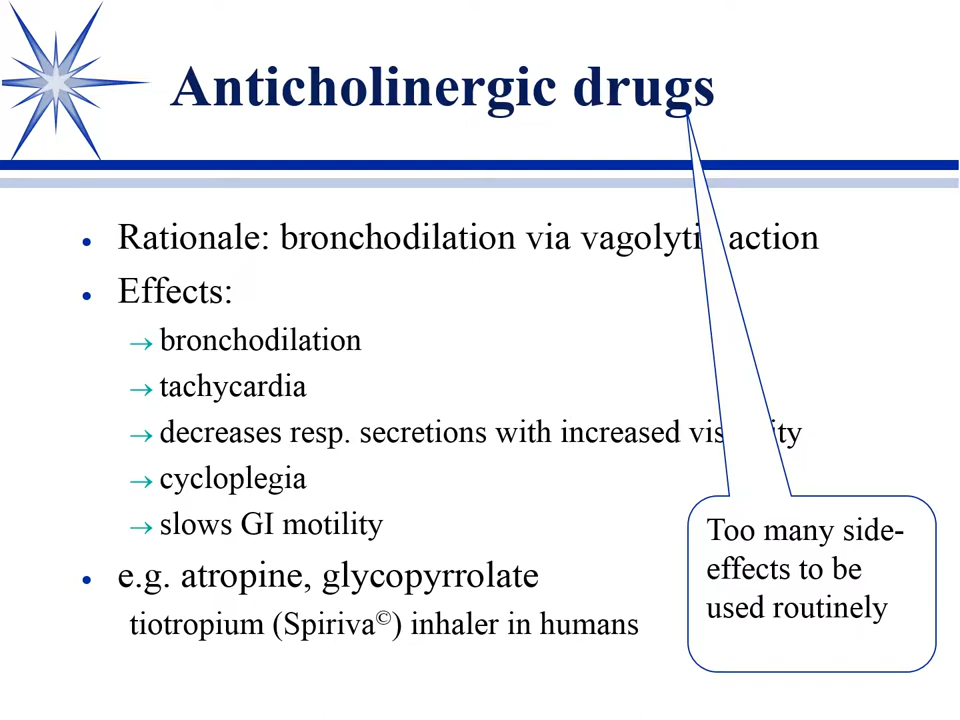 Anticholinergic drugs
• Rationale: bronchodilation via vagolyti action
• Effects:
→ bronchodilation
→ tachycardia
→ decreases resp. secretions with increased
→ cycloplegia
→ slows GI motility
• e.g. atropine, glycopyrrolate
tiotropium (Spiriva©) inhaler in humans
Too many side-
effects to be
used routinely